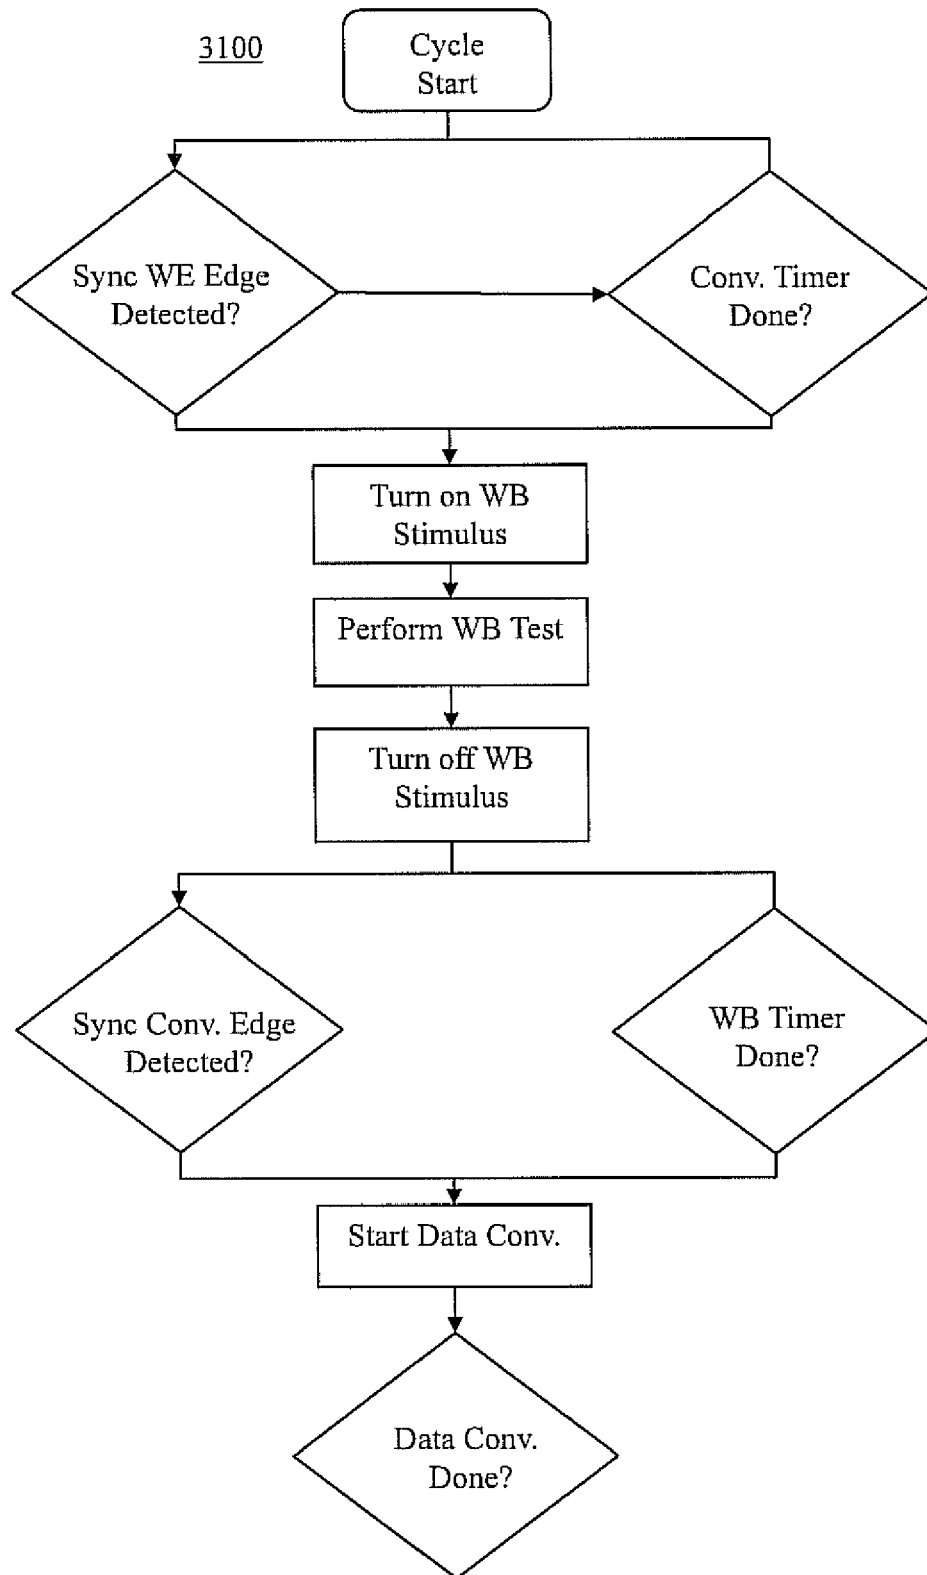 3100
Cycle
Start
Sync WE Edge
Detected?
Conv. Timer
Done?
Turn on WB
Stimulus
Perform WB Test
Turn off WB
Stimulus
Sync Conv. Edge
Detected?
WB Timer
Done?
Start Data Conv.
Data Conv.
Done?